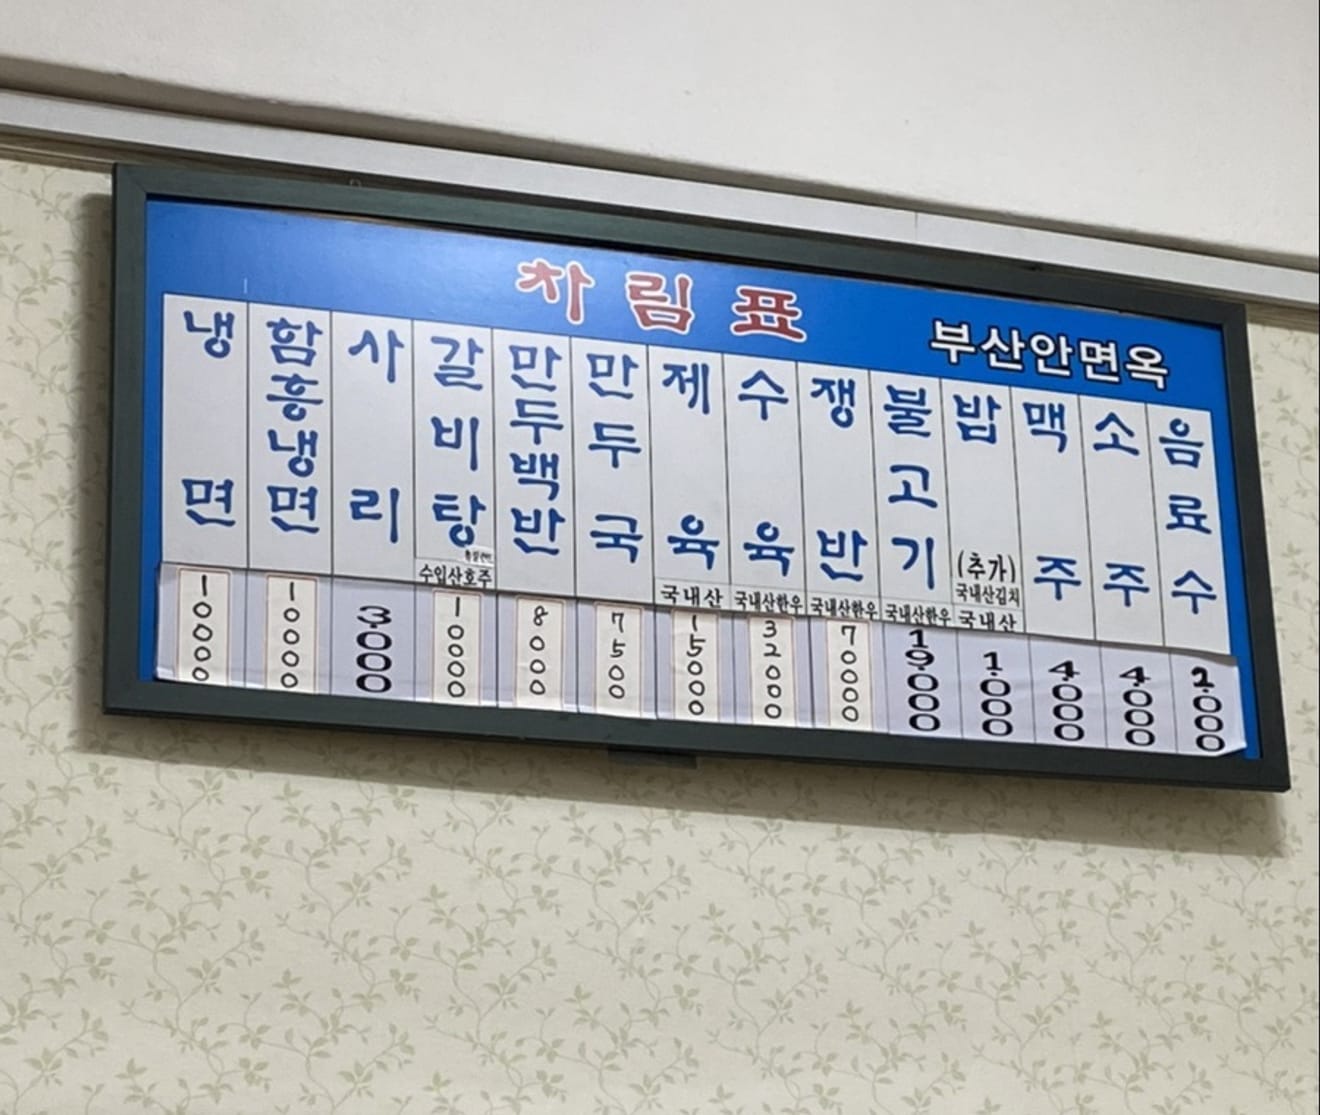 차림표
부산안면옥
냉면
10000
함흥냉면
10000
사리
3000
갈비탕
수입산호주
10000
만두백반
8000
만두국
7500
제육
국내산
15000
수육
국내산한우
32000
쟁반
국내산한우
70000
불고기
국내산한우
19000
밥
(추가)
국내산김치
국내산
1000
맥주
4000
소주
4000
음료수
2000